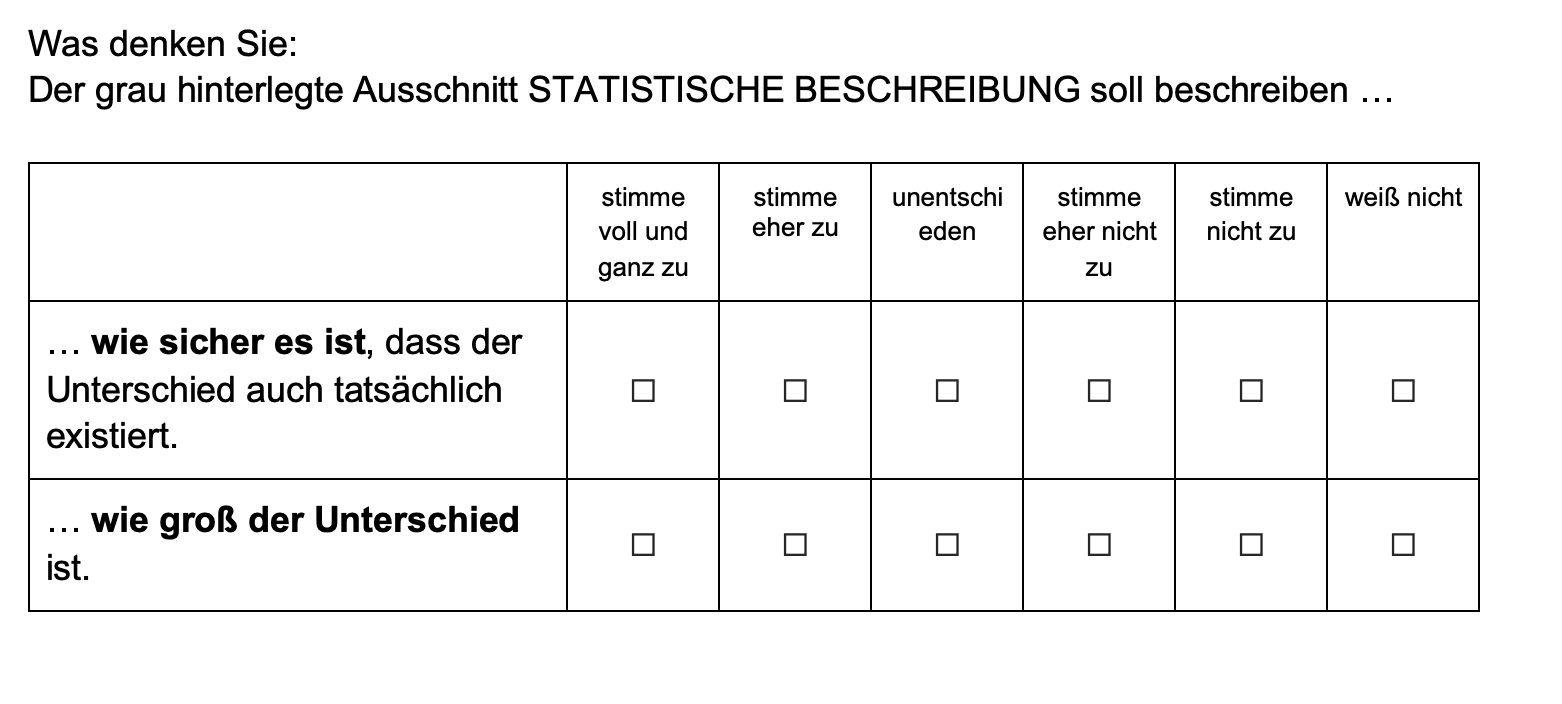 Was denken Sie:
Der grau hinterlegte Ausschnitt STATISTISCHE BESCHREIBUNG soll beschreiben …
stimme
voll und
ganz zu
stimme
eher zu
unentschi
eden
stimme
eher nicht
zu
stimme
nicht zu
weiß nicht
… wie sicher es ist, dass der
Unterschied auch tatsächlich
existiert.
☐ ☐ ☐ ☐ ☐ ☐
… wie groß der Unterschied
ist.
☐ ☐ ☐ ☐ ☐ ☐